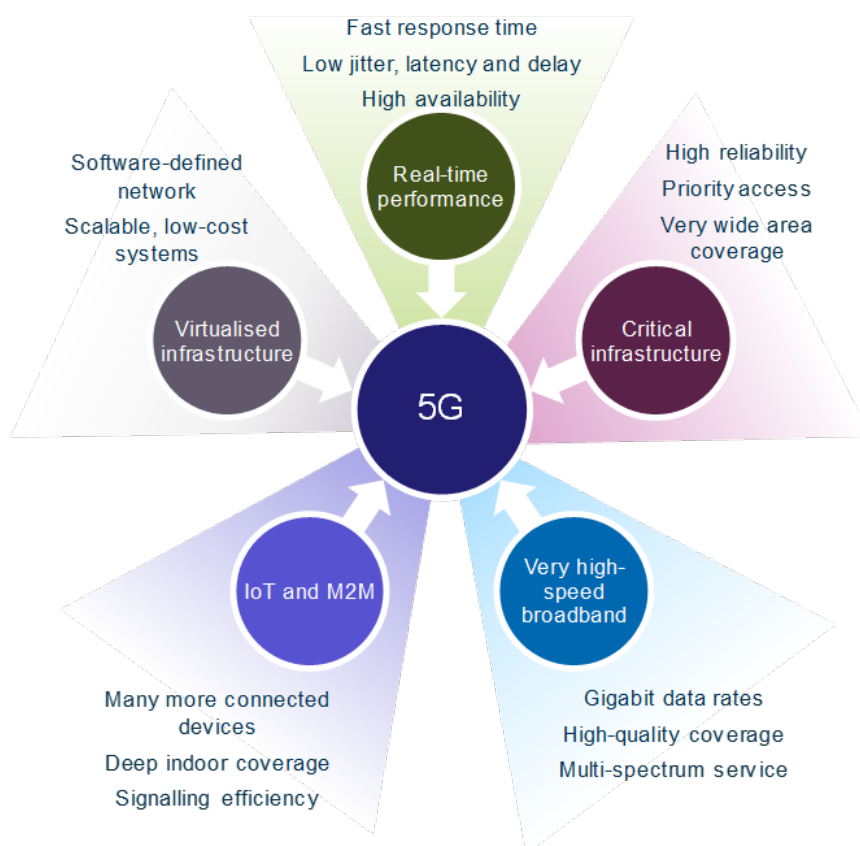 Fast response time
Low jitter, latency and delay
High availability
Real-time
performance
High reliability
Priority access
Very wide area
coverage
Critical
infrastructure
Software-defined
network
Scalable, low-cost
systems
Virtualised
infrastructure
5G
IoT and M2M
Many more connected
devices
Deep indoor coverage
Signalling efficiency
Very high-
speed
broadband
Gigabit data rates
High-quality coverage
Multi-spectrum service